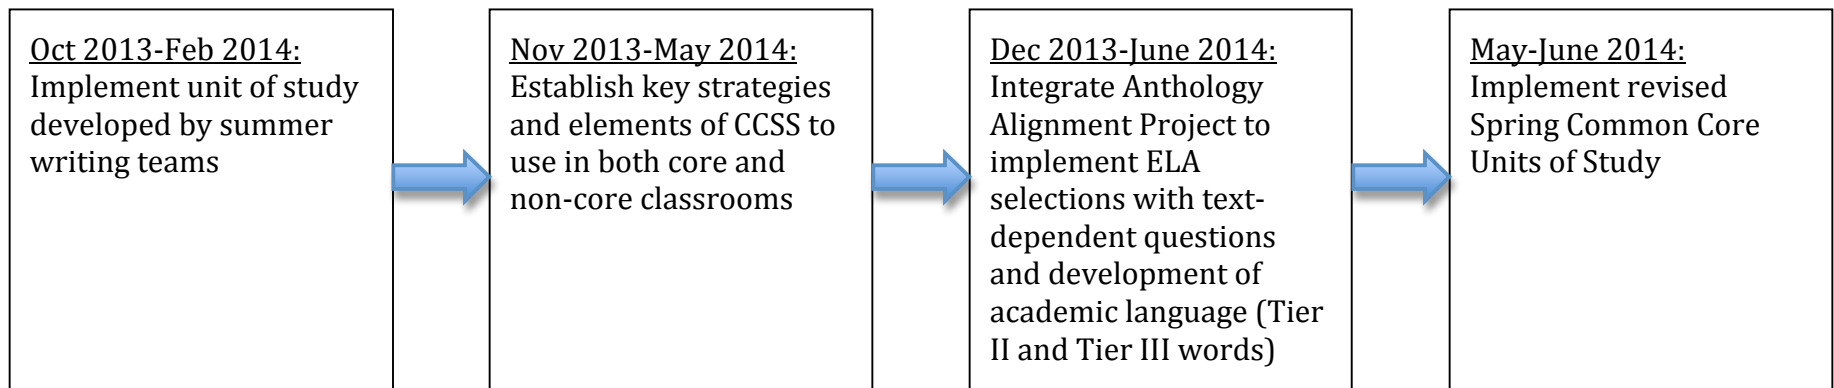 Oct 2013-Feb 2014:
Implement unit of study
developed by summer
writing teams
Nov 2013-May 2014:
Establish key strategies
and elements of CCSS to
use in both core and
non-core classrooms
Dec 2013-June 2014:
Integrate Anthology
Alignment Project to
implement ELA
selections with text-
dependent questions
and development of
academic language (Tier
II and Tier III words)
May-June 2014:
Implement revised
Spring Common Core
Units of Study